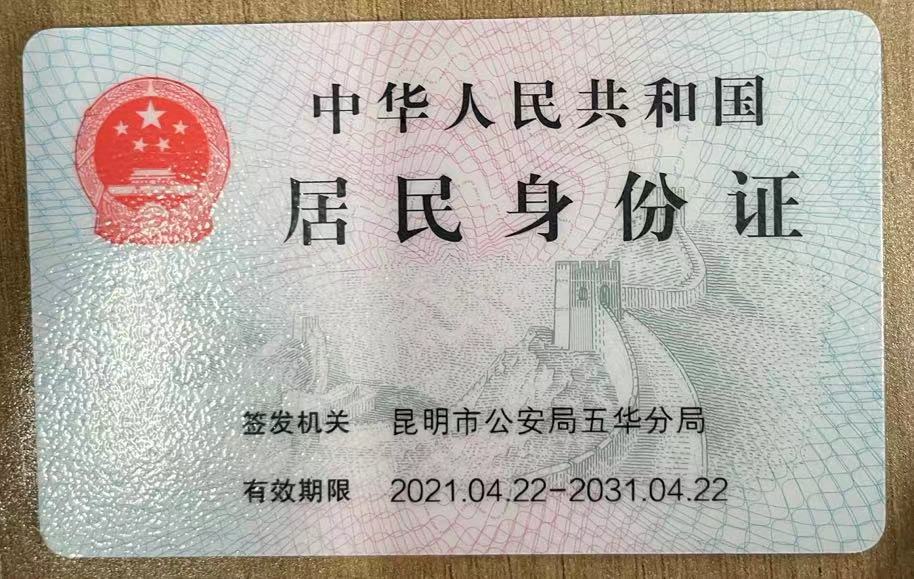 中华人民共和国
居民身份证
签发机关 昆明市公安局五华分局
有效期限 2021.04.22-2031.04.22